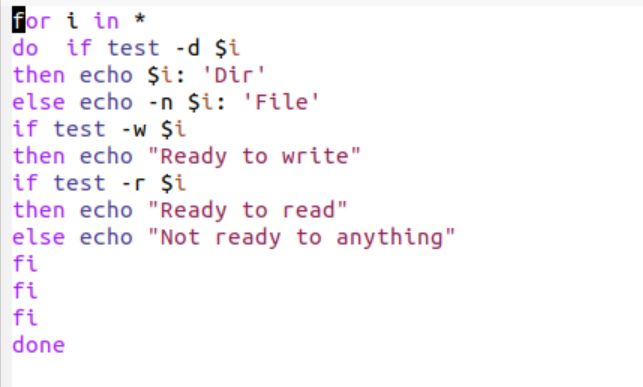 for i in *
do  if test -d $i
then echo $i: 'Dir'
else echo -n $i: 'File'
if test -w $i
then echo "Ready to write"
if test -r $i
then echo "Ready to read"
else echo "Not ready to anything"
fi
fi
fi
done